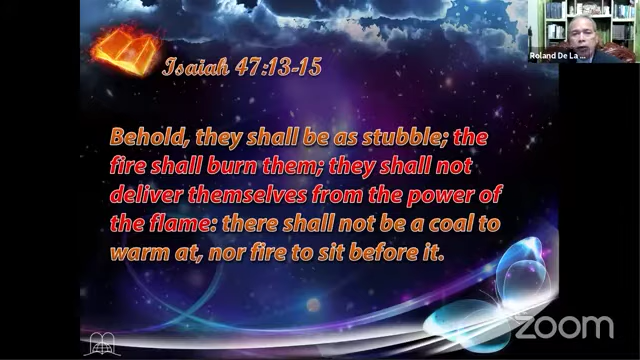 Isaiah 47:13-15
Roland De La ...
Behold, they shall be as stubble; the
fire shall burn them; they shall not
deliver themselves from the power of
the flame: there shall not be a coal to
warm at, nor fire to sit before it.
zoom